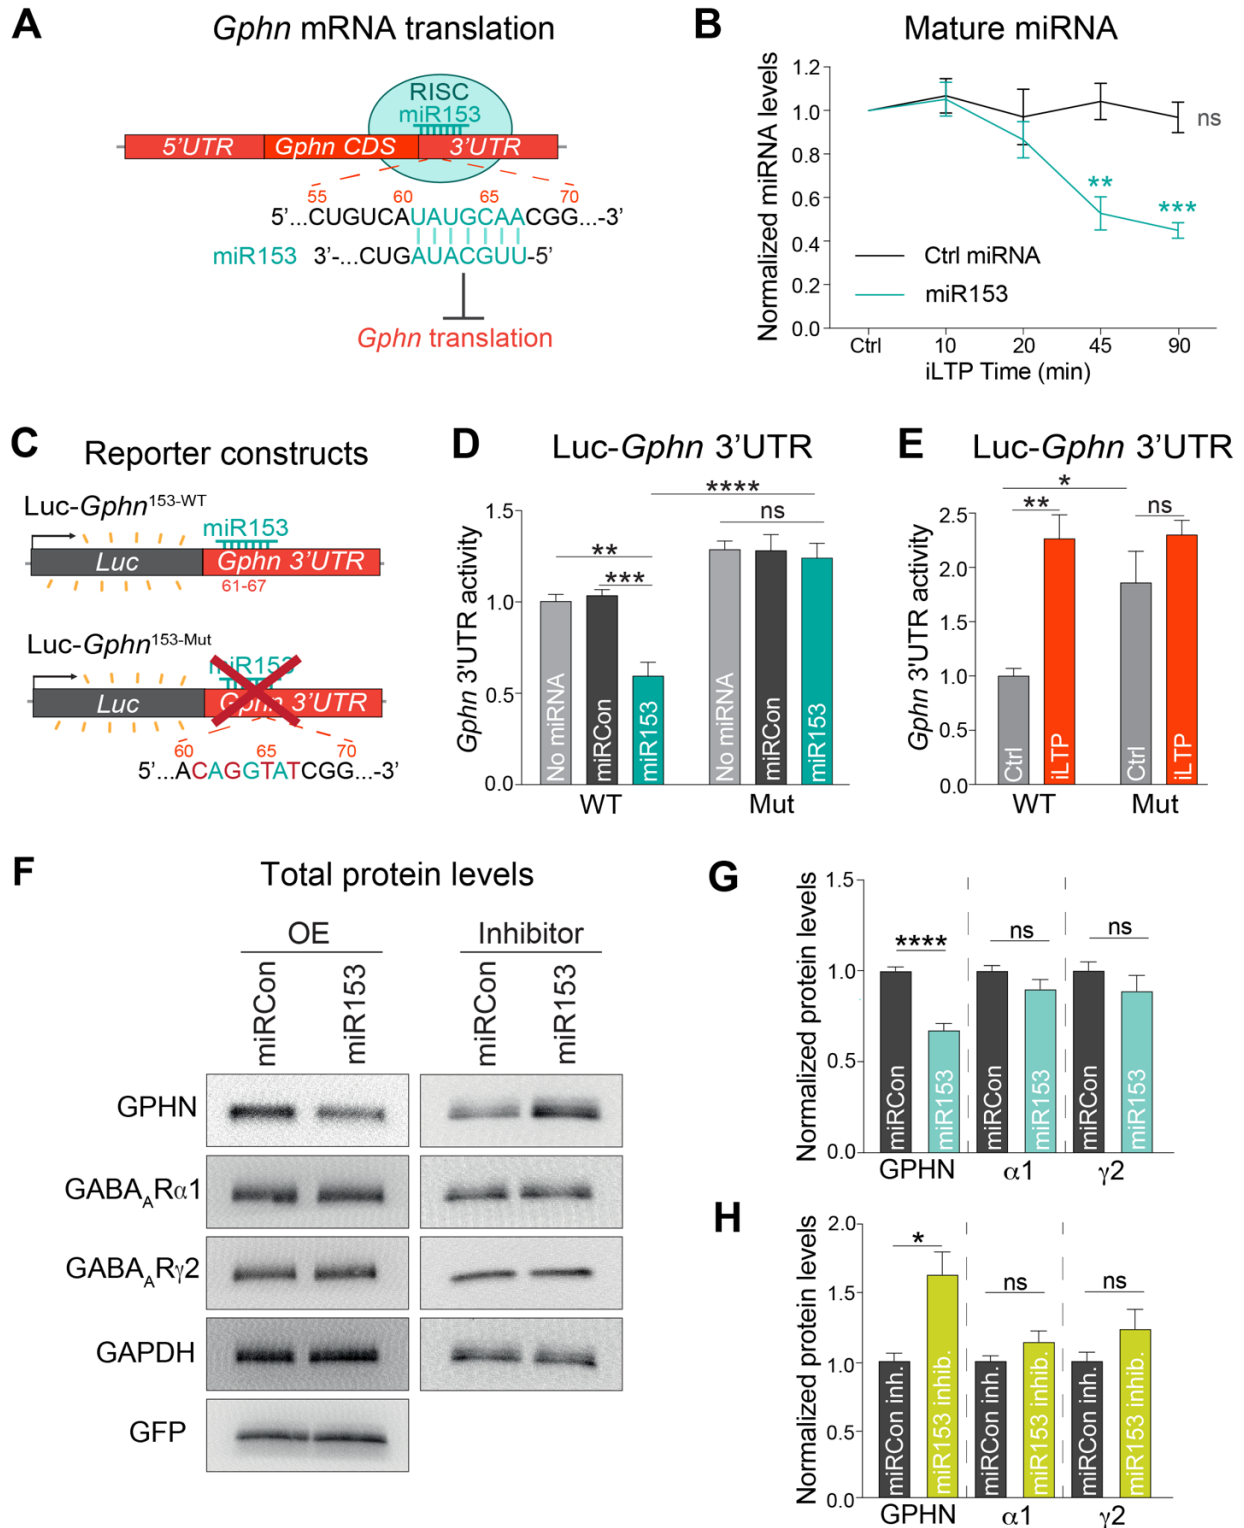 A
Gphn mRNA translation
RISC
miR153
5'UTR Gphn CDS 3'UTR
55 60 65 70
5'...CUGUCAUAUGCAACGG...-3'
miR153 3'-...CUGAUACGUU-5'
Gphn translation
B
Mature miRNA
Normalized miRNA levels
1.2
1.0
0.8
0.6
0.4
0.2
0.0
ns
**
***
Ctrl miRNA
miR153
Ctrl 10 20 45 90
iLTP Time (min)
C
Reporter constructs
Luc-Gphn153-WT
miR153
Luc Gphn 3'UTR
61-67
Luc-Gphn153-Mut
miR153
Luc Gphn 3'UTR
60 65 70
5'...ACAGGTATCGG...-3'
D
Luc-Gphn 3'UTR
Gphn 3'UTR activity
1.5
1.0
0.5
0.0
****
ns
**
***
No miRNA miRCon miR153 No miRNA miRCon miR153
WT Mut
E
Luc-Gphn 3'UTR
Gphn 3'UTR activity
2.5
2.0
1.5
1.0
0.5
0.0
*
** ns
Ctrl iLTP Ctrl iLTP
WT Mut
F
Total protein levels
OE Inhibitor
miRCon miR153 miRCon miR153
GPHN
GABAARα1
GABAARγ2
GAPDH
GFP
G
Normalized protein levels
1.5
1.0
0.5
0.0
**** ns ns
miRCon miR153 miRCon miR153 miRCon miR153
GPHN α1 γ2
H
Normalized protein levels
2.0
1.5
1.0
0.5
0.0
* ns ns
miRCon inh. miR153 inhib. miRCon inh. miR153 inhib. miRCon inh. miR153 inhib.
GPHN α1 γ2